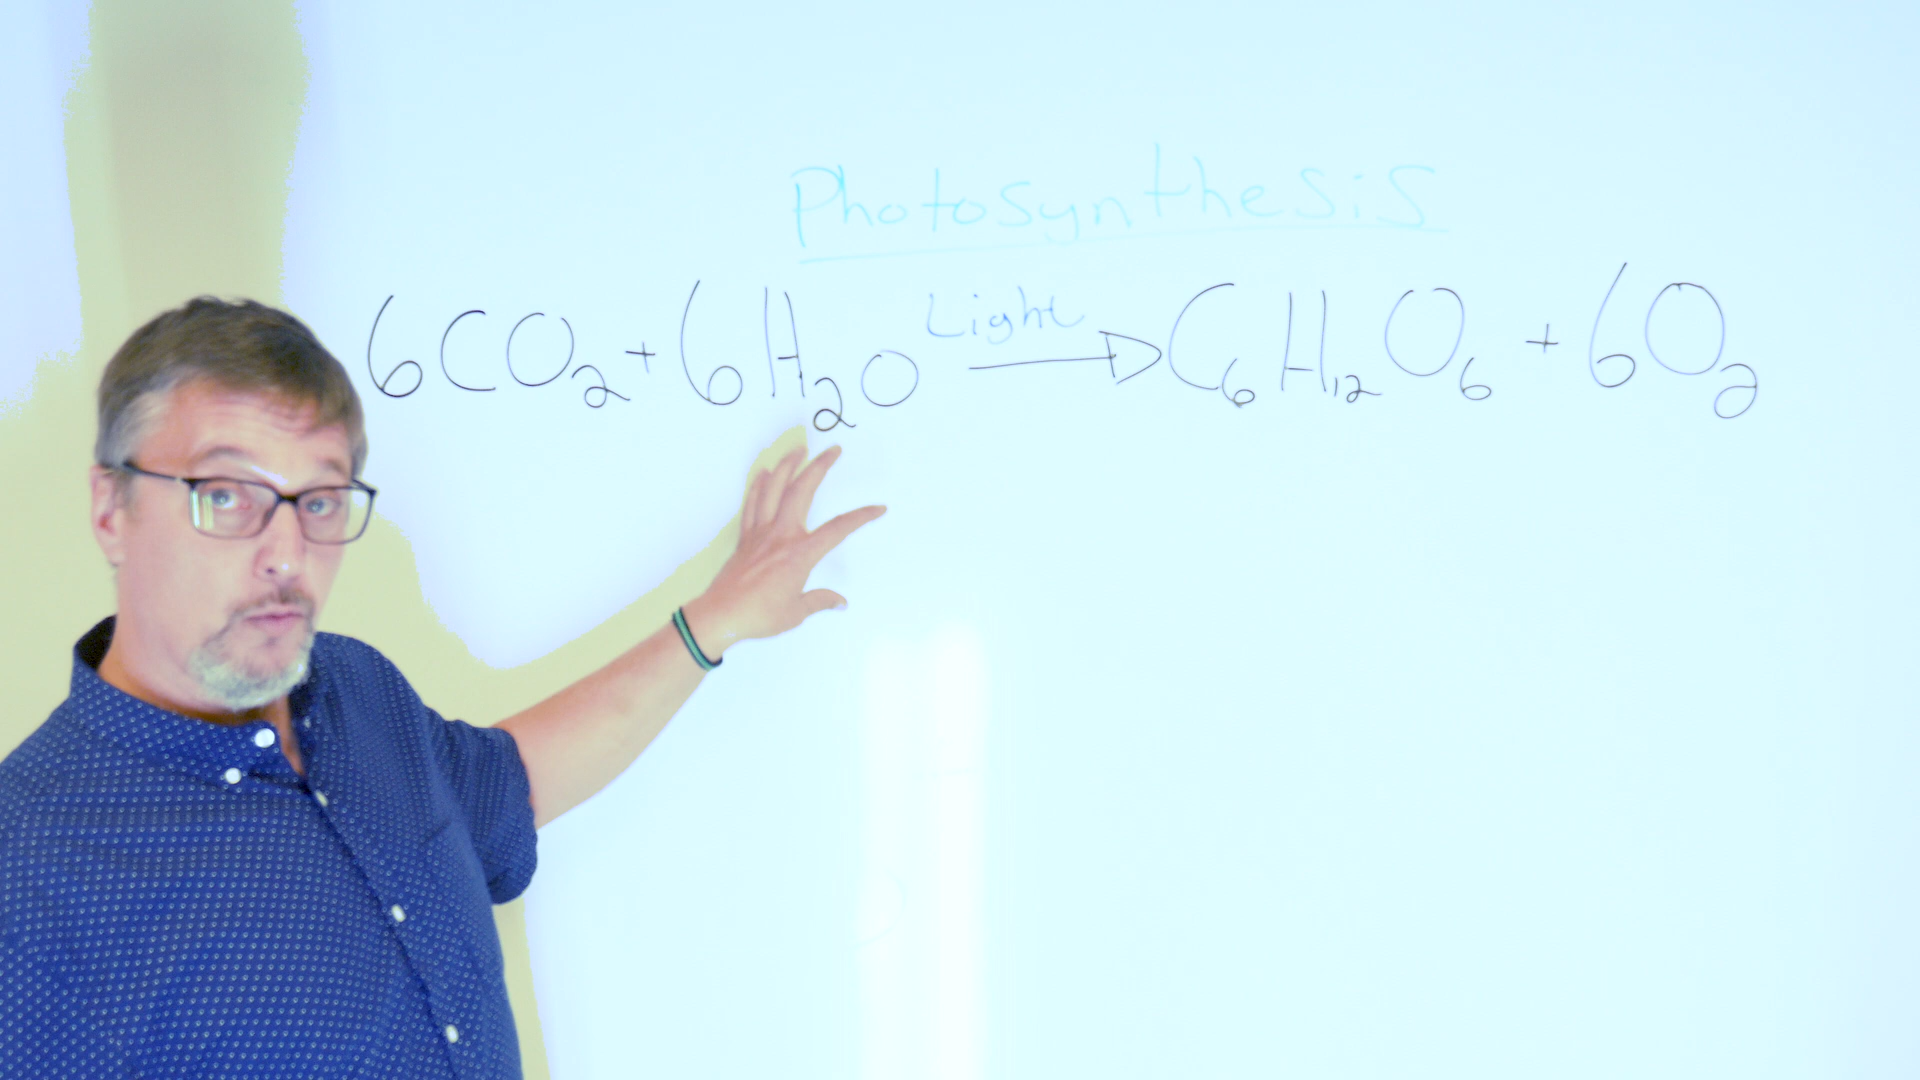 Photosynthesis
Light
6CO₂ + 6H₂O → C₆H₁₂O₆ + 6O₂